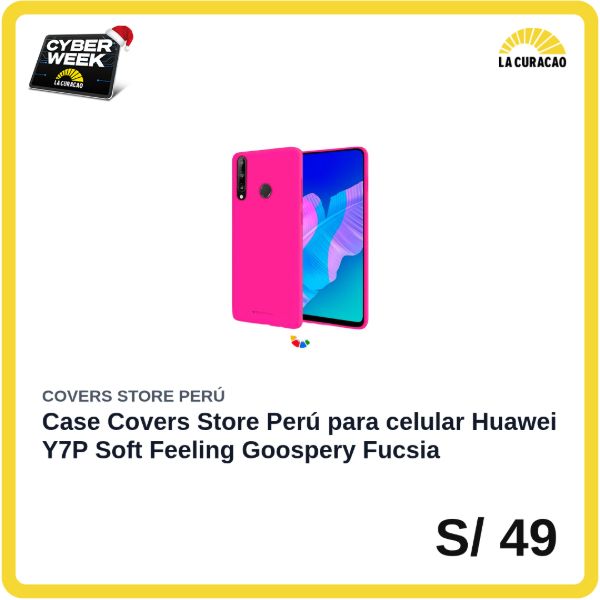 CYBER
WEEK
LA CURACAO
LA CURACAO
COVERS STORE PERÚ
Case Covers Store Perú para celular Huawei
Y7P Soft Feeling Goospery Fucsia
S/ 49